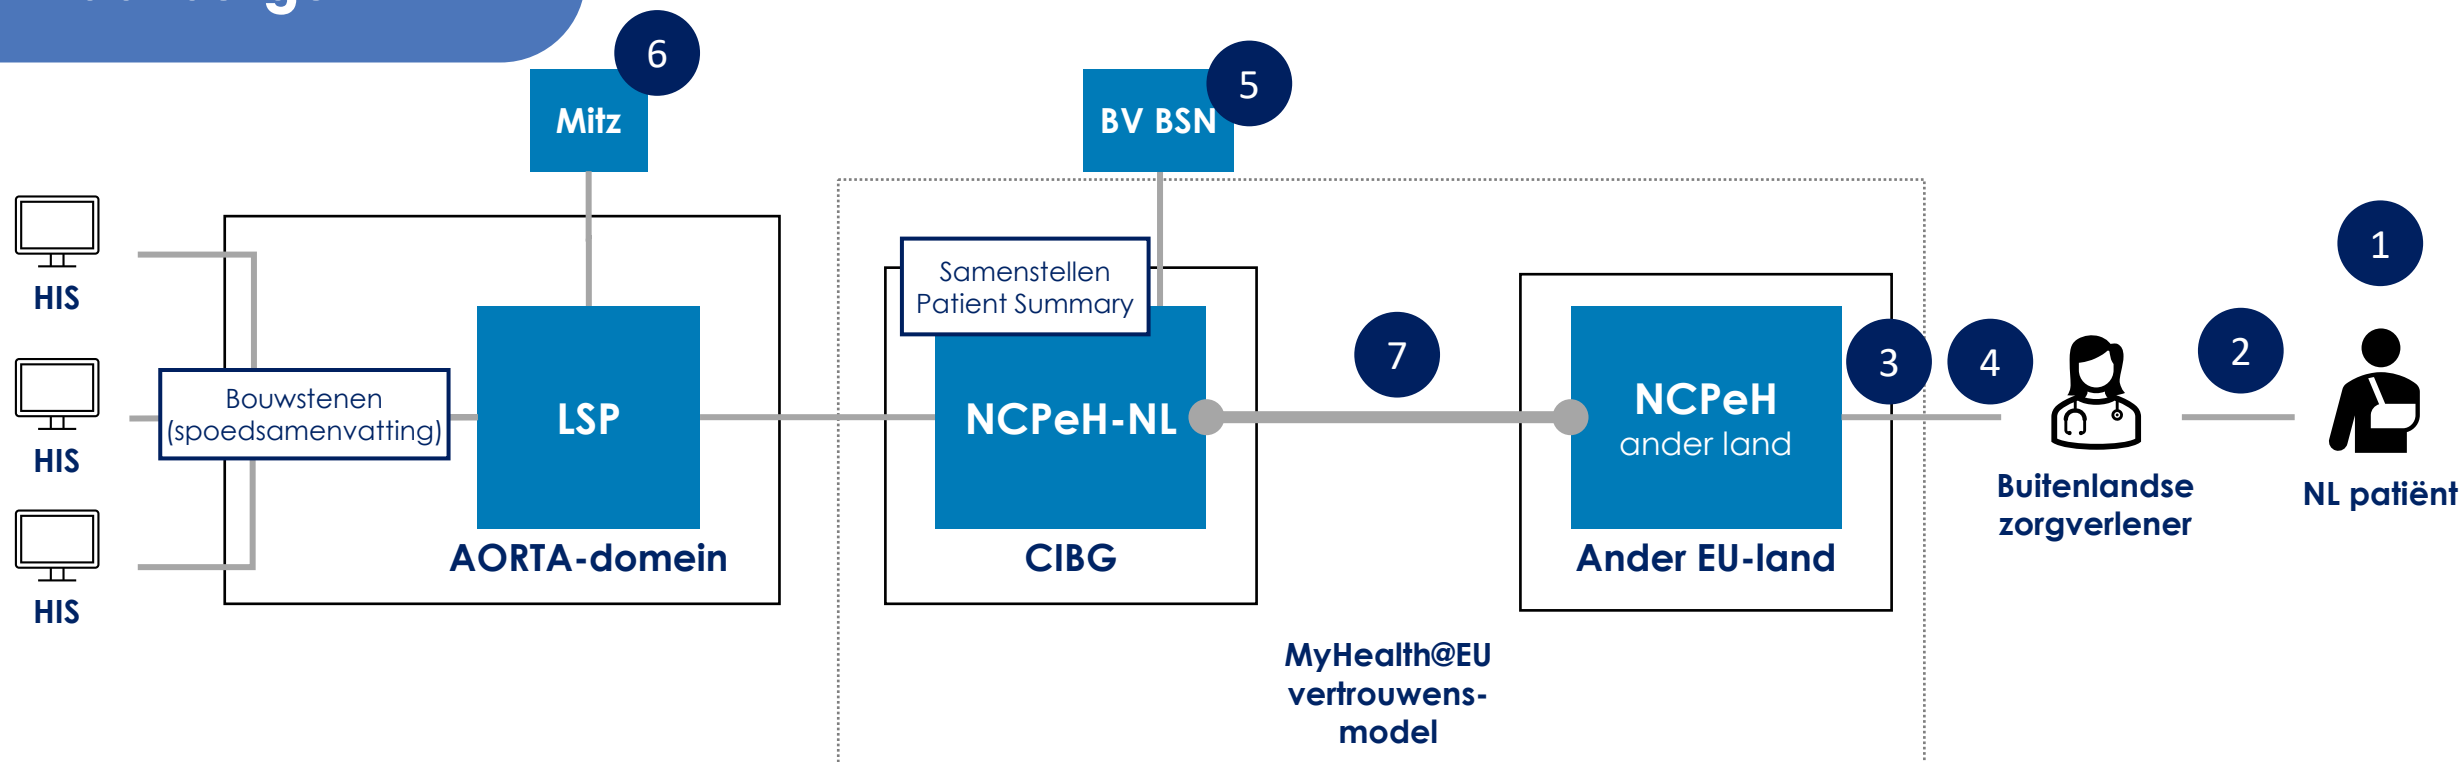 6
5
Mitz
BV BSN
1
HIS
Samenstellen
Patient Summary
Bouwstenen
(spoedsamenvatting)
HIS
LSP
NCPeH-NL
7
NCPeH
ander land
3
4
2
Buitenlandse
zorgverlener
NL patiënt
AORTA-domein
CIBG
Ander EU-land
HIS
MyHealth@EU
vertrouwens-
model